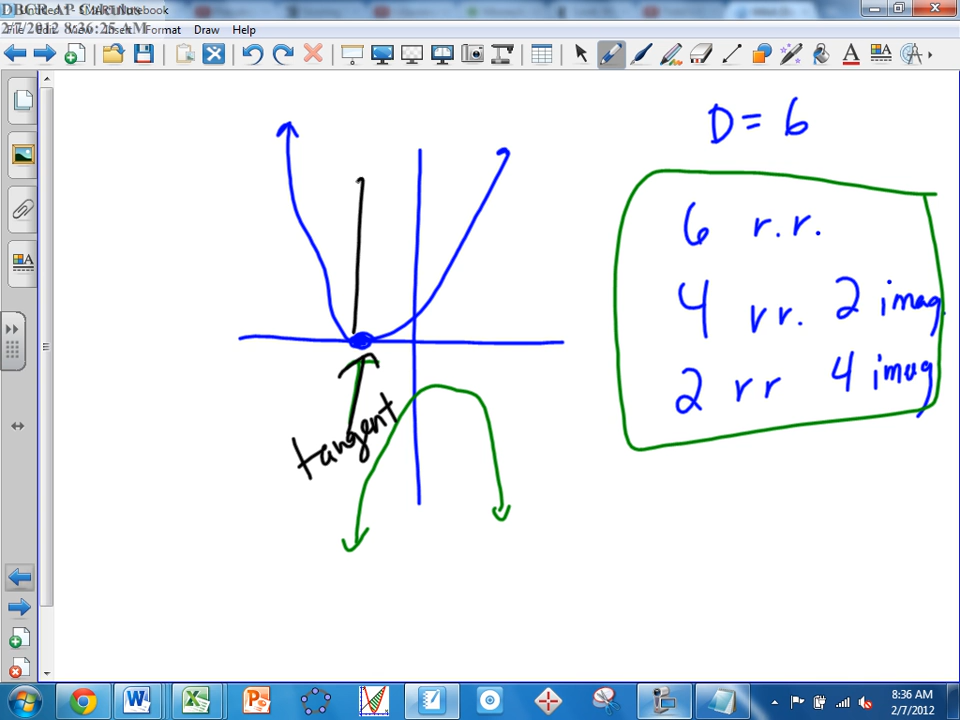 File Edit View Insert Format Draw Help
D = 6
6 r.r.
4 rr. 2 imag
2 rr 4 imag
tangent
8:36 AM
2/7/2012